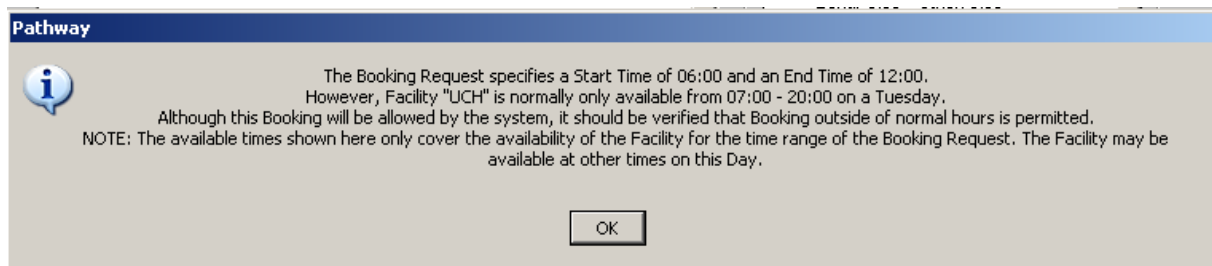 Pathway
The Booking Request specifies a Start Time of 06:00 and an End Time of 12:00.
However, Facility "UCH" is normally only available from 07:00 - 20:00 on a Tuesday.
Although this Booking will be allowed by the system, it should be verified that Booking outside of normal hours is permitted.
NOTE: The available times shown here only cover the availability of the Facility for the time range of the Booking Request. The Facility may be
available at other times on this Day.
OK